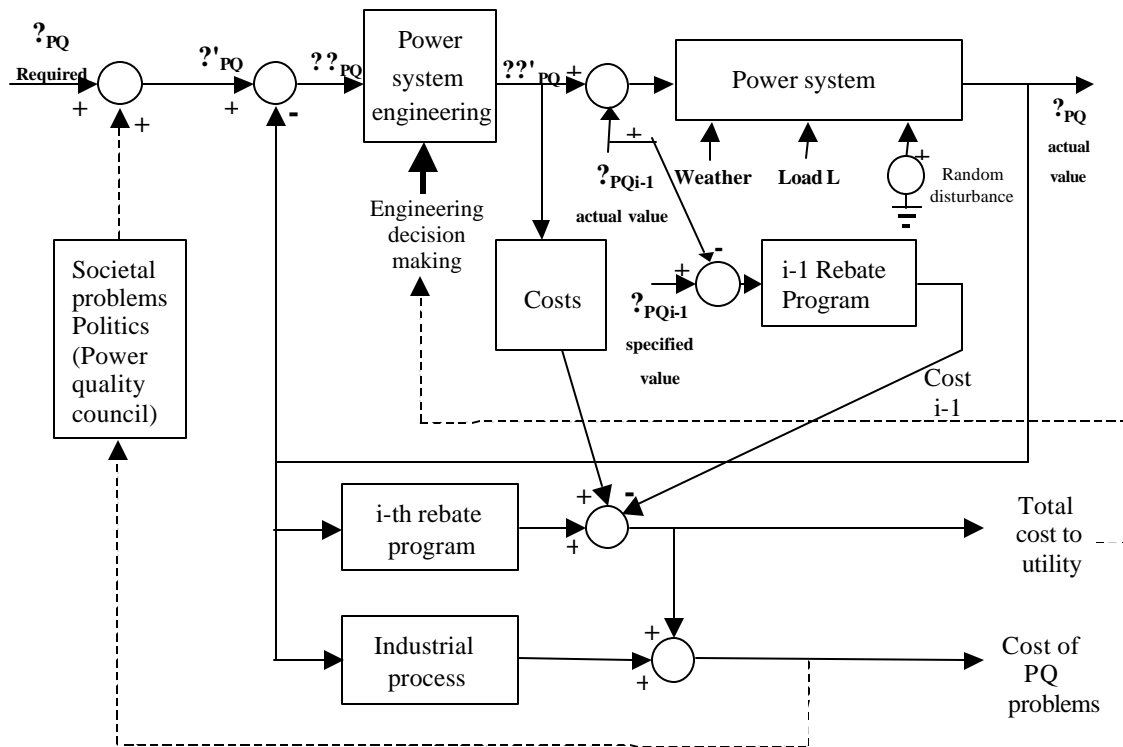 ?PQ
Required
+
+
?'PQ
+
-
??PQ
Power
system
engineering
??'PQ
+
+
Power system
?PQ
actual
value
?PQi-1
actual value
Weather
Load L
+
Random
disturbance
Engineering
decision
making
Societal
problems
Politics
(Power
quality
council)
Costs
+
-
?PQi-1
specified
value
i-1 Rebate
Program
Cost
i-1
i-th rebate
program
+
+
-
Total
cost to
utility
Industrial
process
+
+
Cost of
PQ
problems